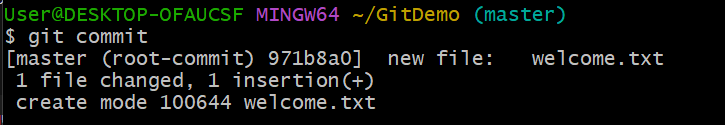 User@DESKTOP-OFAUCSF MINGW64 ~/GitDemo (master)
$ git commit
[master (root-commit) 971b8a0]  new file:   welcome.txt
 1 file changed, 1 insertion(+)
 create mode 100644 welcome.txt